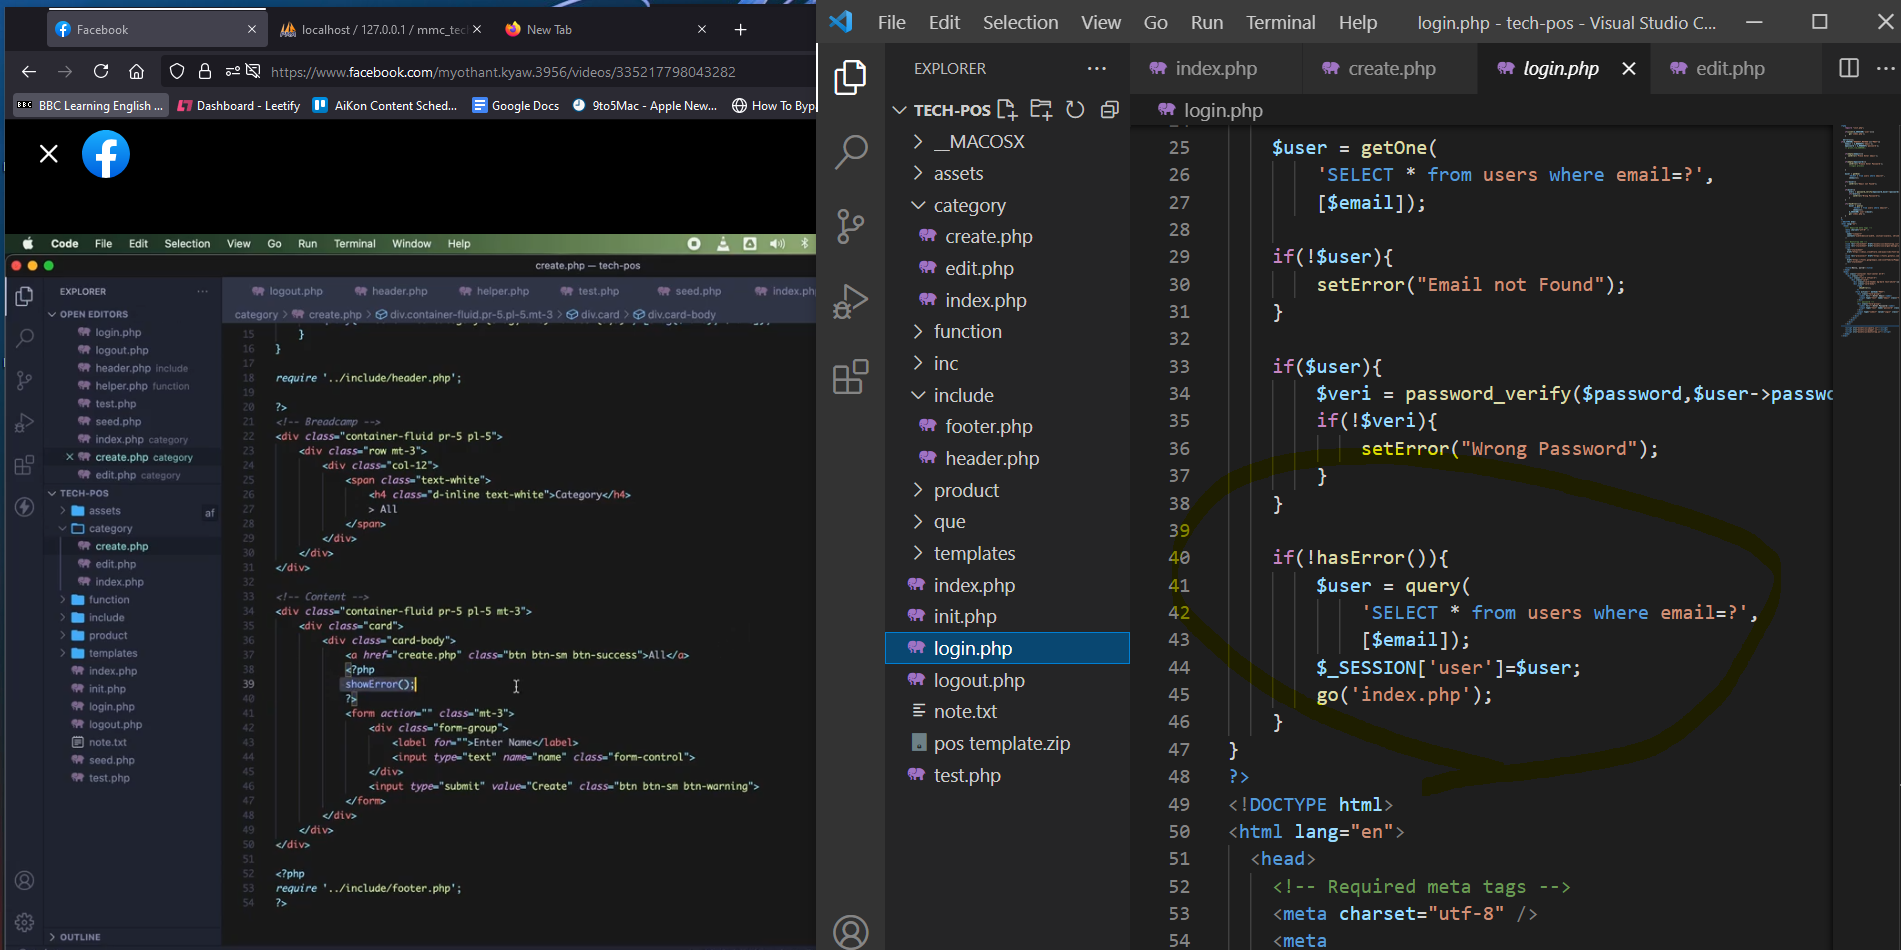 Facebook
localhost / 127.0.0.1 / mmc_tec
New Tab
https://www.facebook.com/myothant.kyaw.3956/videos/335217798043282
BBC Learning English ...
Dashboard - Leetify
AiKon Content Sched...
Google Docs
9to5Mac - Apple New...
How To Byp
Code File Edit Selection View Go Run Terminal Window Help
create.php — tech-pos
EXPLORER
OPEN EDITORS
login.php
logout.php
header.php include
helper.php function
test.php
seed.php
index.php category
create.php category
edit.php category
TECH-POS
assets
af
category
create.php
edit.php
index.php
function
include
product
templates
index.php
init.php
login.php
logout.php
note.txt
seed.php
test.php
OUTLINE
logout.php header.php helper.php test.php seed.php index.ph
category > create.php > div.container-fluid.pr-5.pl-5.mt-3 > div.card > div.card-body
15 }
16 }
17
18 require '../include/header.php';
19
20 ?>
21 <!-- Breadcamp -->
22 <div class="container-fluid pr-5 pl-5">
23 <div class="row mt-3">
24 <div class="col-12">
25 <span class="text-white">
26 <h4 class="d-inline text-white">Category</h4>
27 > All
28 </span>
29 </div>
30 </div>
31 </div>
32
33 <!-- Content -->
34 <div class="container-fluid pr-5 pl-5 mt-3">
35 <div class="card">
36 <div class="card-body">
37 <a href="create.php" class="btn btn-sm btn-success">All</a>
38 <?php
39 showError();
40 ?>
41 <form action="" class="mt-3">
42 <div class="form-group">
43 <label for="">Enter Name</label>
44 <input type="text" name="name" class="form-control">
45 </div>
46 <input type="submit" value="Create" class="btn btn-sm btn-warning">
47 </form>
48 </div>
49 </div>
50 </div>
51
52 <?php
53 require '../include/footer.php';
54 ?>
File Edit Selection View Go Run Terminal Help
login.php - tech-pos - Visual Studio C...
EXPLORER
TECH-POS
__MACOSX
assets
category
create.php
edit.php
index.php
function
inc
include
footer.php
header.php
product
que
templates
index.php
init.php
login.php
logout.php
note.txt
pos template.zip
test.php
index.php create.php login.php edit.php
login.php
25 $user = getOne(
26 'SELECT * from users where email=?',
27 [$email]);
28
29 if(!$user){
30 setError("Email not Found");
31 }
32
33 if($user){
34 $veri = password_verify($password,$user->passwo
35 if(!$veri){
36 setError("Wrong Password");
37 }
38 }
39
40 if(!hasError()){
41 $user = query(
42 'SELECT * from users where email=?',
43 [$email]);
44 $_SESSION['user']=$user;
45 go('index.php');
46 }
47 }
48 ?>
49 <!DOCTYPE html>
50 <html lang="en">
51 <head>
52 <!-- Required meta tags -->
53 <meta charset="utf-8" />
54 <meta